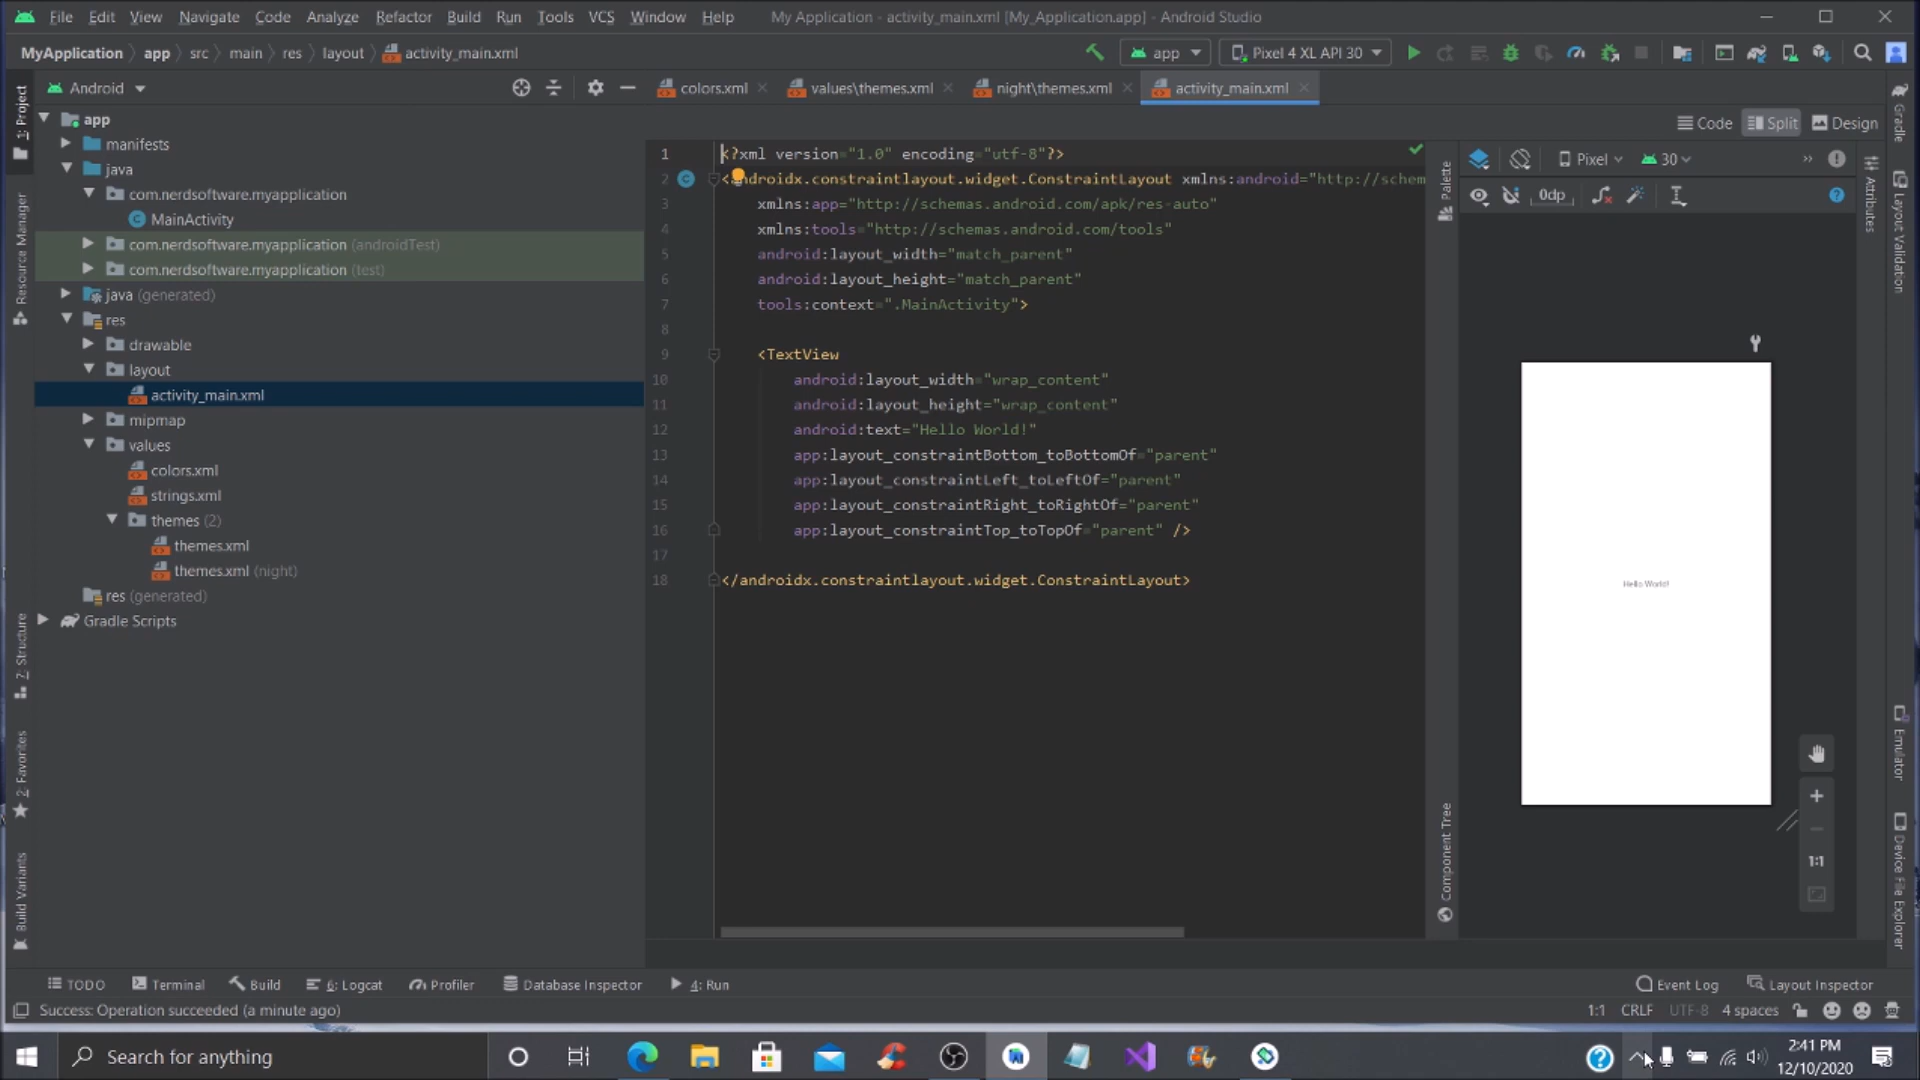 File Edit View Navigate Code Analyze Refactor Build Run Tools VCS Window Help My Application - activity_main.xml [My_Application.app] - Android Studio
MyApplication app src main res layout activity_main.xml app Pixel 4 XL API 30
Android colors.xml values\themes.xml night\themes.xml activity_main.xml
Code Split Design
1: Project
Resource Manager
7: Structure
2: Favorites
Build Variants
app
manifests
java
com.nerdsoftware.myapplication
MainActivity
com.nerdsoftware.myapplication (androidTest)
com.nerdsoftware.myapplication (test)
java (generated)
res
drawable
layout
activity_main.xml
mipmap
values
colors.xml
strings.xml
themes (2)
themes.xml
themes.xml (night)
res (generated)
Gradle Scripts
1 <?xml version="1.0" encoding="utf-8"?>
2 <androidx.constraintlayout.widget.ConstraintLayout xmlns:android="http://schem
3 xmlns:app="http://schemas.android.com/apk/res-auto"
4 xmlns:tools="http://schemas.android.com/tools"
5 android:layout_width="match_parent"
6 android:layout_height="match_parent"
7 tools:context=".MainActivity">
8
9 <TextView
10 android:layout_width="wrap_content"
11 android:layout_height="wrap_content"
12 android:text="Hello World!"
13 app:layout_constraintBottom_toBottomOf="parent"
14 app:layout_constraintLeft_toLeftOf="parent"
15 app:layout_constraintRight_toRightOf="parent"
16 app:layout_constraintTop_toTopOf="parent" />
17
18 </androidx.constraintlayout.widget.ConstraintLayout>
Palette
Component Tree
Pixel 30
0dp
Hello World!
1:1
Attributes
Gradle
Layout Validation
Emulator
Device File Explorer
TODO Terminal Build 6: Logcat Profiler Database Inspector 4: Run Event Log Layout Inspector
Success: Operation succeeded (a minute ago) 1:1 CRLF UTF-8 4 spaces
Search for anything
2:41 PM
12/10/2020